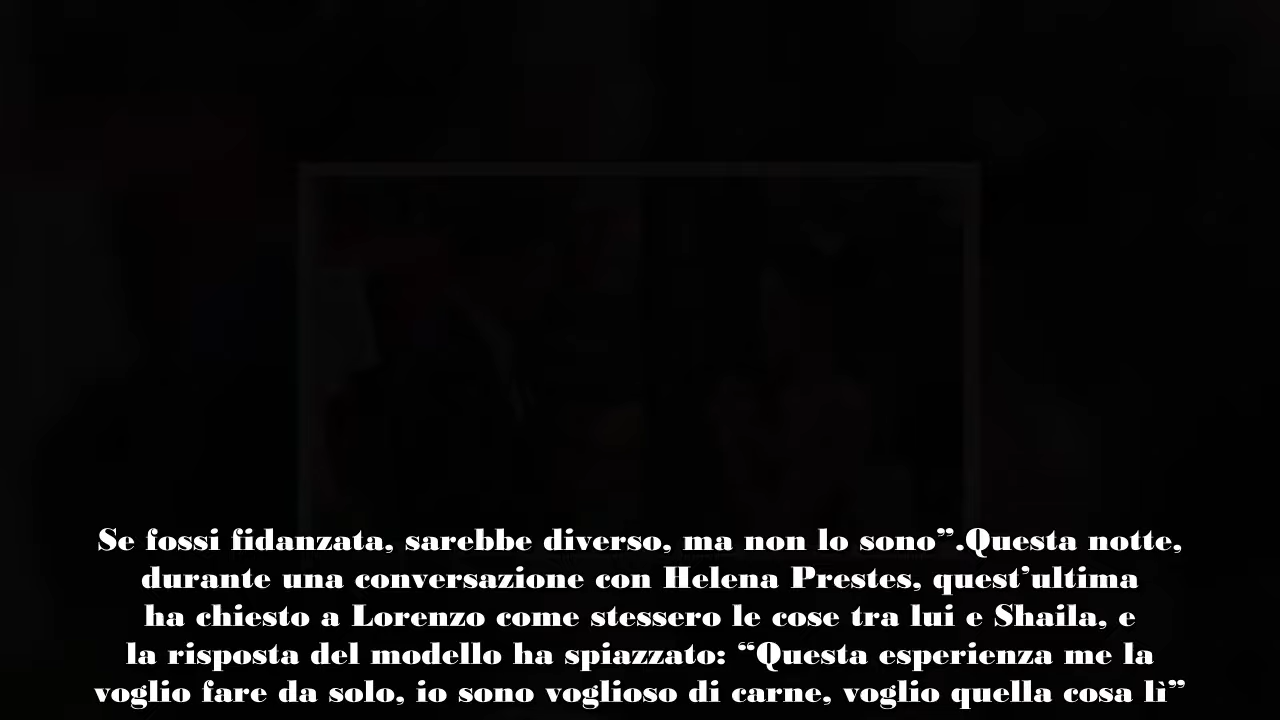 Se fossi fidanzata, sarebbe diverso, ma non lo sono”.Questa notte,
durante una conversazione con Helena Prestes, quest’ultima
ha chiesto a Lorenzo come stessero le cose tra lui e Shaila, e
la risposta del modello ha spiazzato: “Questa esperienza me la
voglio fare da solo, io sono voglioso di carne, voglio quella cosa lì”